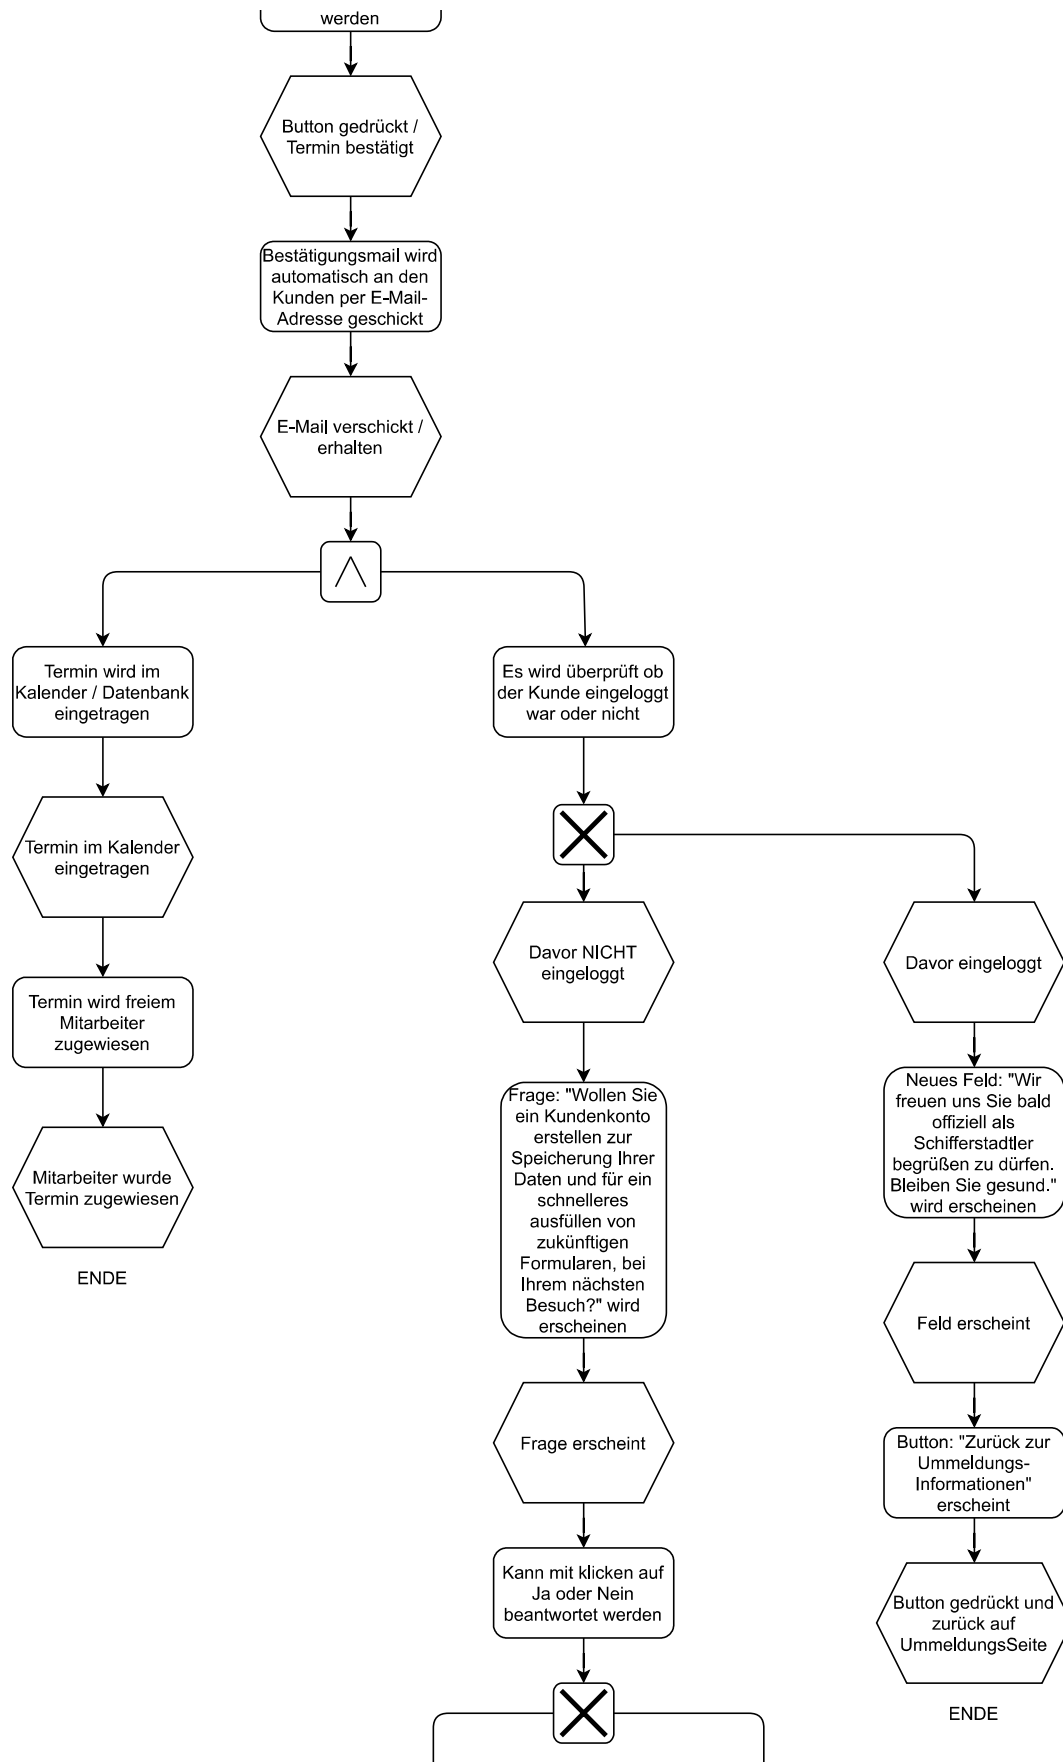 werden
Button gedrückt /
Termin bestätigt
Bestätigungsmail wird
automatisch an den
Kunden per E-Mail-
Adresse geschickt
E-Mail verschickt /
erhalten
Termin wird im
Kalender / Datenbank
eingetragen
Termin im Kalender
eingetragen
Termin wird freiem
Mitarbeiter
zugewiesen
Mitarbeiter wurde
Termin zugewiesen
ENDE
Es wird überprüft ob
der Kunde eingeloggt
war oder nicht
Davor NICHT
eingeloggt
Frage: "Wollen Sie
ein Kundenkonto
erstellen zur
Speicherung Ihrer
Daten und für ein
schnelleres
ausfüllen von
zukünftigen
Formularen, bei
Ihrem nächsten
Besuch?" wird
erscheinen
Frage erscheint
Kann mit klicken auf
Ja oder Nein
beantwortet werden
Davor eingeloggt
Neues Feld: "Wir
freuen uns Sie bald
offiziell als
Schifferstadtler
begrüßen zu dürfen.
Bleiben Sie gesund."
wird erscheinen
Feld erscheint
Button: "Zurück zur
Ummeldungs-
Informationen"
erscheint
Button gedrückt und
zurück auf
UmmeldungsSeite
ENDE